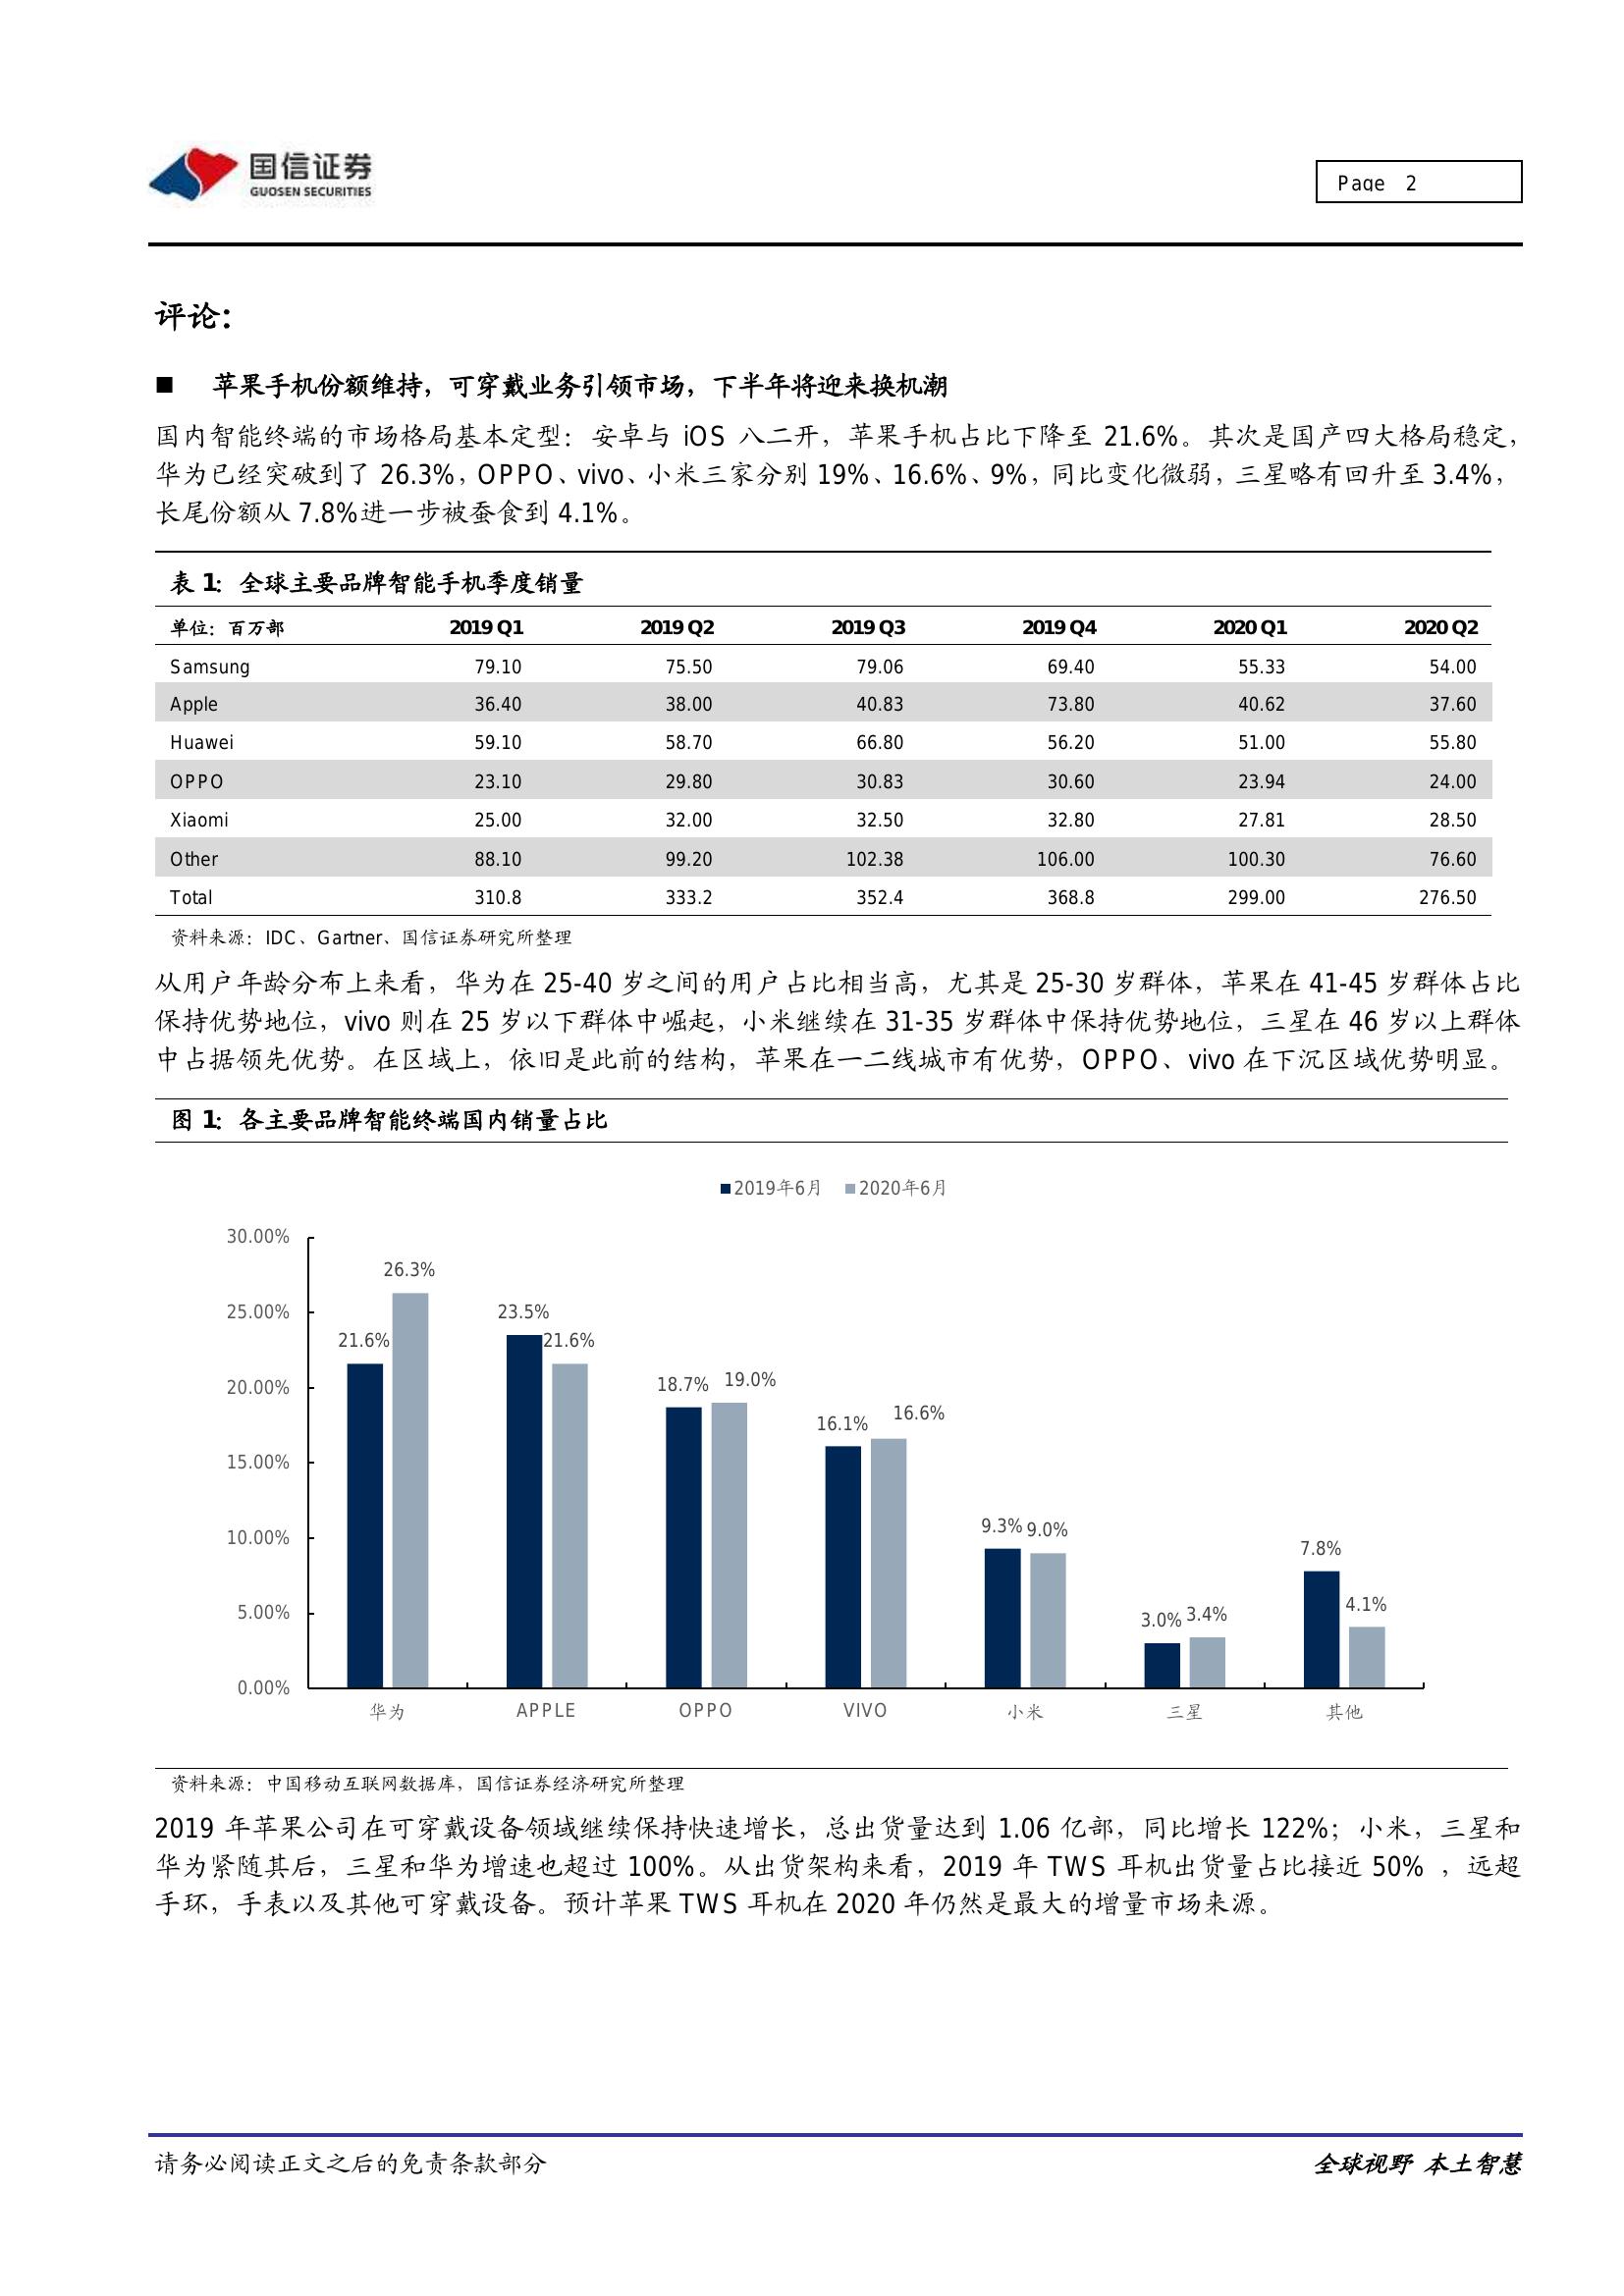 国信证券
GUOSEN SECURITIES
Page 2
评论：
■ 苹果手机份额维持，可穿戴业务引领市场，下半年将迎来换机潮
国内智能终端的市场格局基本定型：安卓与 iOS 八二开，苹果手机占比下降至 21.6%。其次是国产四大格局稳定，
华为已经突破到了 26.3%，OPPO、vivo、小米三家分别 19%、16.6%、9%，同比变化微弱，三星略有回升至 3.4%，
长尾份额从 7.8%进一步被蚕食到 4.1%。
表 1：全球主要品牌智能手机季度销量
单位：百万部 2019 Q1 2019 Q2 2019 Q3 2019 Q4 2020 Q1 2020 Q2
Samsung 79.10 75.50 79.06 69.40 55.33 54.00
Apple 36.40 38.00 40.83 73.80 40.62 37.60
Huawei 59.10 58.70 66.80 56.20 51.00 55.80
OPPO 23.10 29.80 30.83 30.60 23.94 24.00
Xiaomi 25.00 32.00 32.50 32.80 27.81 28.50
Other 88.10 99.20 102.38 106.00 100.30 76.60
Total 310.8 333.2 352.4 368.8 299.00 276.50
资料来源：IDC、Gartner、国信证券研究所整理
从用户年龄分布上来看，华为在 25-40 岁之间的用户占比相当高，尤其是 25-30 岁群体，苹果在 41-45 岁群体占比
保持优势地位，vivo 则在 25 岁以下群体中崛起，小米继续在 31-35 岁群体中保持优势地位，三星在 46 岁以上群体
中占据领先优势。在区域上，依旧是此前的结构，苹果在一二线城市有优势，OPPO、vivo 在下沉区域优势明显。
图 1：各主要品牌智能终端国内销量占比
2019年6月 2020年6月
30.00%
25.00%
20.00%
15.00%
10.00%
5.00%
0.00%
21.6% 26.3%
23.5% 21.6%
18.7% 19.0%
16.1% 16.6%
9.3% 9.0%
3.0% 3.4%
7.8% 4.1%
华为 APPLE OPPO VIVO 小米 三星 其他
资料来源：中国移动互联网数据库，国信证券经济研究所整理
2019 年苹果公司在可穿戴设备领域继续保持快速增长，总出货量达到 1.06 亿部，同比增长 122%；小米，三星和
华为紧随其后，三星和华为增速也超过 100%。从出货架构来看，2019 年 TWS 耳机出货量占比接近 50% ，远超
手环，手表以及其他可穿戴设备。预计苹果 TWS 耳机在 2020 年仍然是最大的增量市场来源。
请务必阅读正文之后的免责条款部分
全球视野 本土智慧